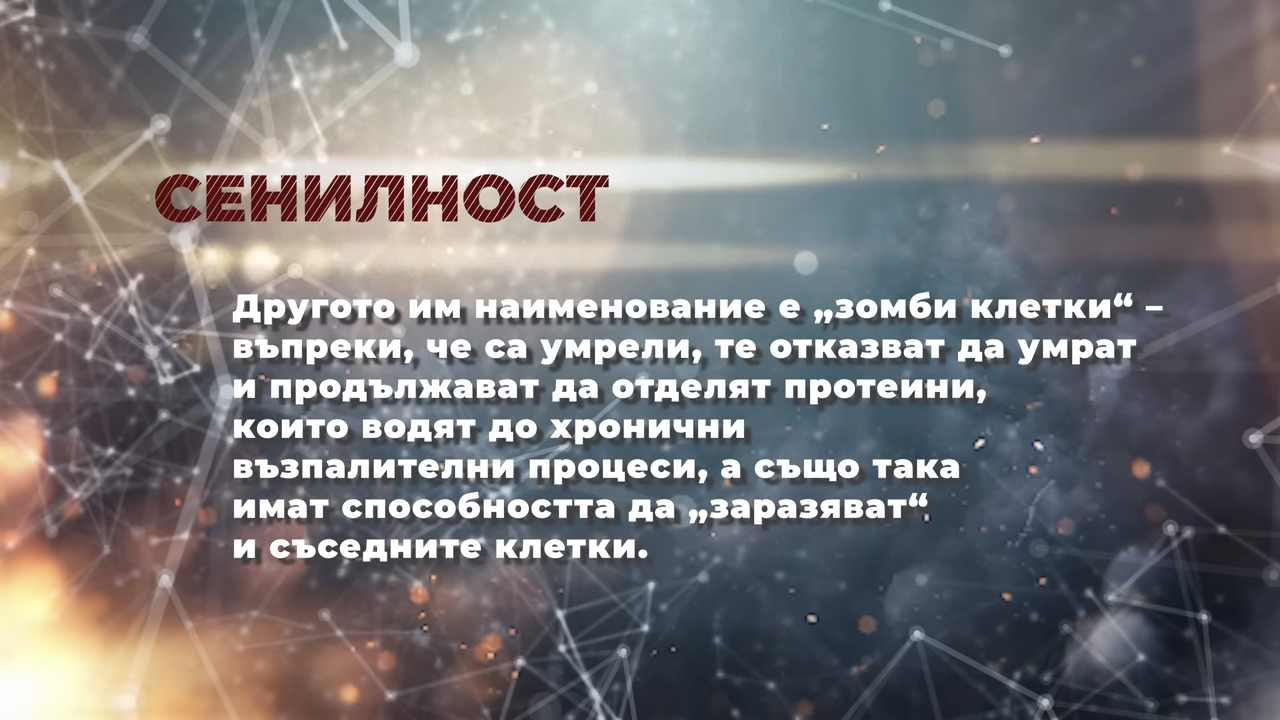 СЕНИЛНОСТ
Другото им наименование е „зомби клетки“ –
въпреки, че са умрели, те отказват да умрат
и продължават да отделят протеини,
които водят до хронични
възпалителни процеси, а също така
имат способността да „заразяват“
и съседните клетки.